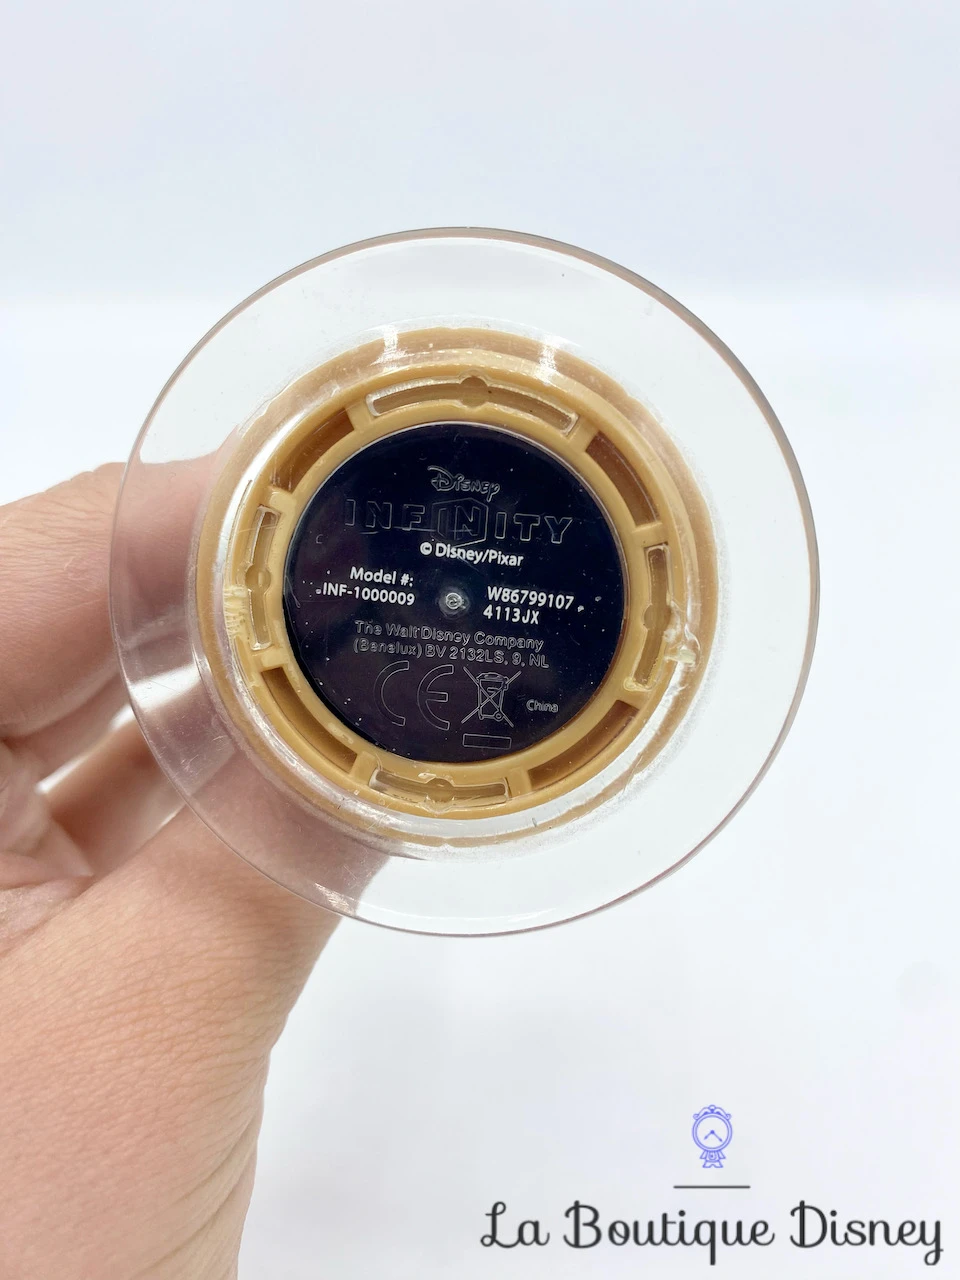 Disney
INFINITY
© Disney/Pixar
Model #:
INF-1000009
W86799107
4113JX
The Walt Disney Company
(Benelux) BV 2132LS, 9, NL
CE
China
La Boutique Disney